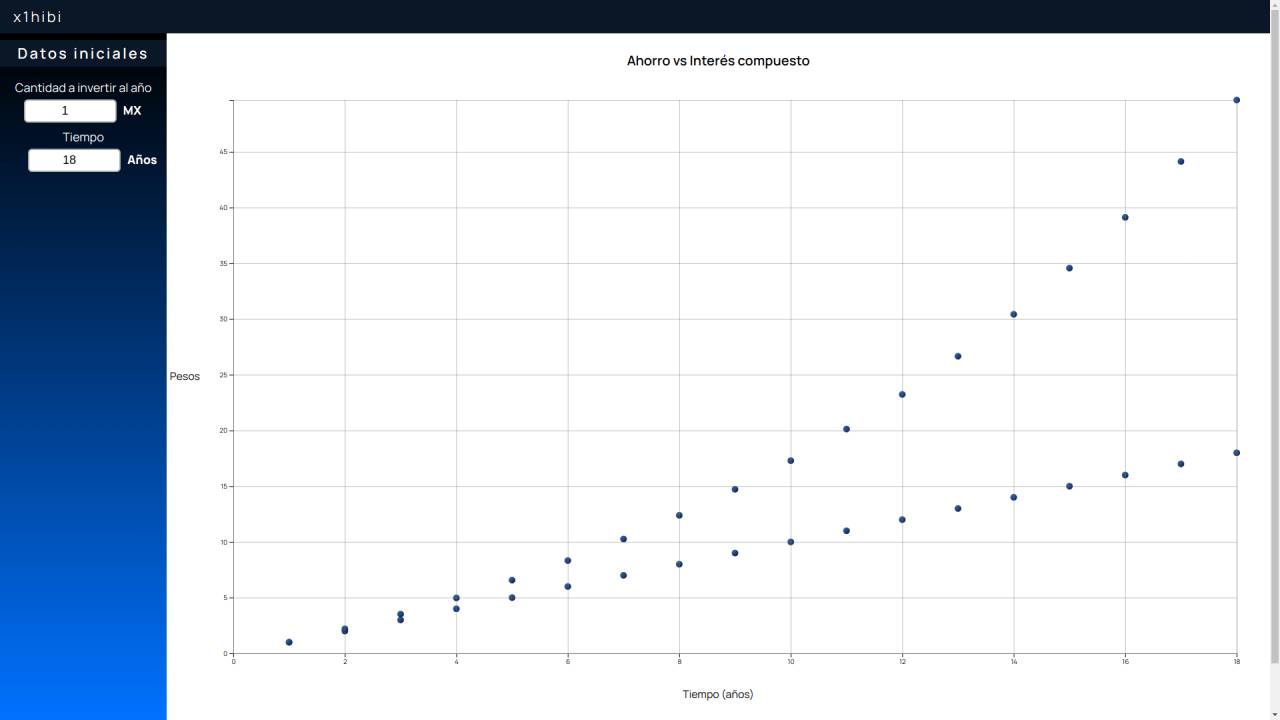 x1hibi
Datos iniciales
Cantidad a invertir al año
1 MX
Tiempo
18 Años
Ahorro vs Interés compuesto
45
40
35
30
Pesos
25
20
15
10
5
0
0 2 4 6 8 10 12 14 16 18
Tiempo (años)